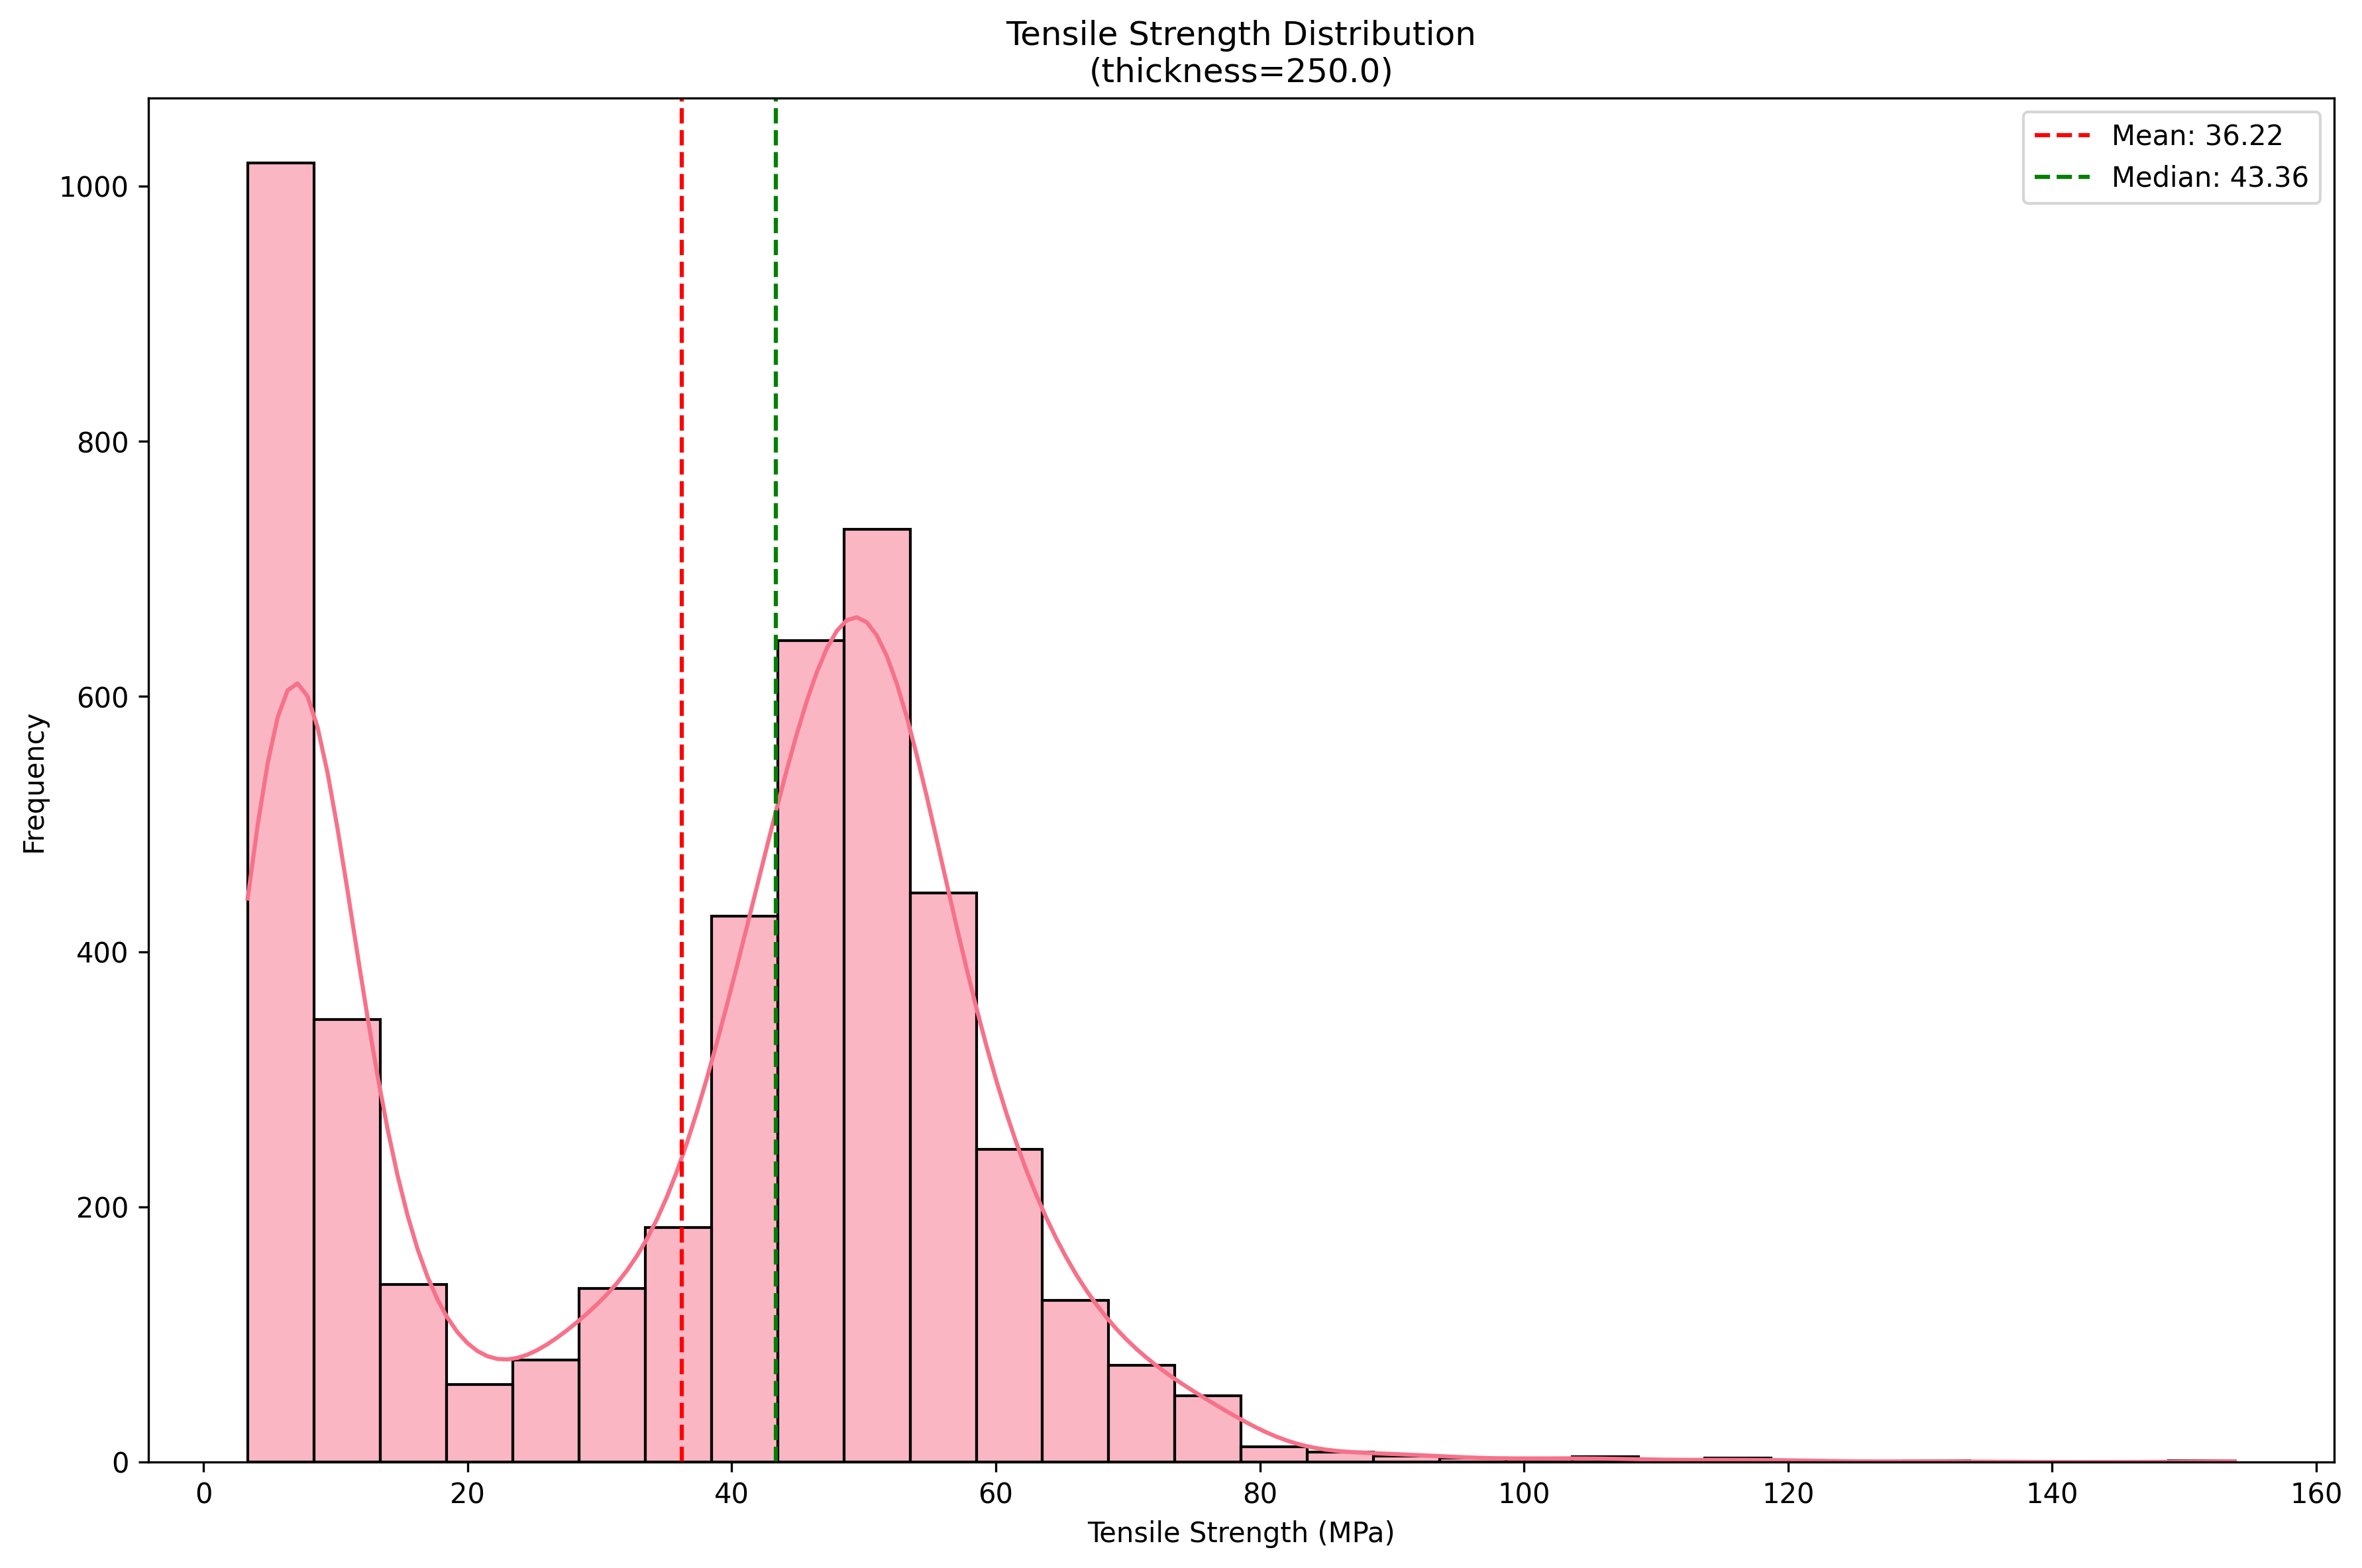 Tensile Strength Distribution
(thickness=250.0)
Mean: 36.22
Median: 43.36
1000
800
600
400
200
0
Frequency
0 20 40 60 80 100 120 140 160
Tensile Strength (MPa)